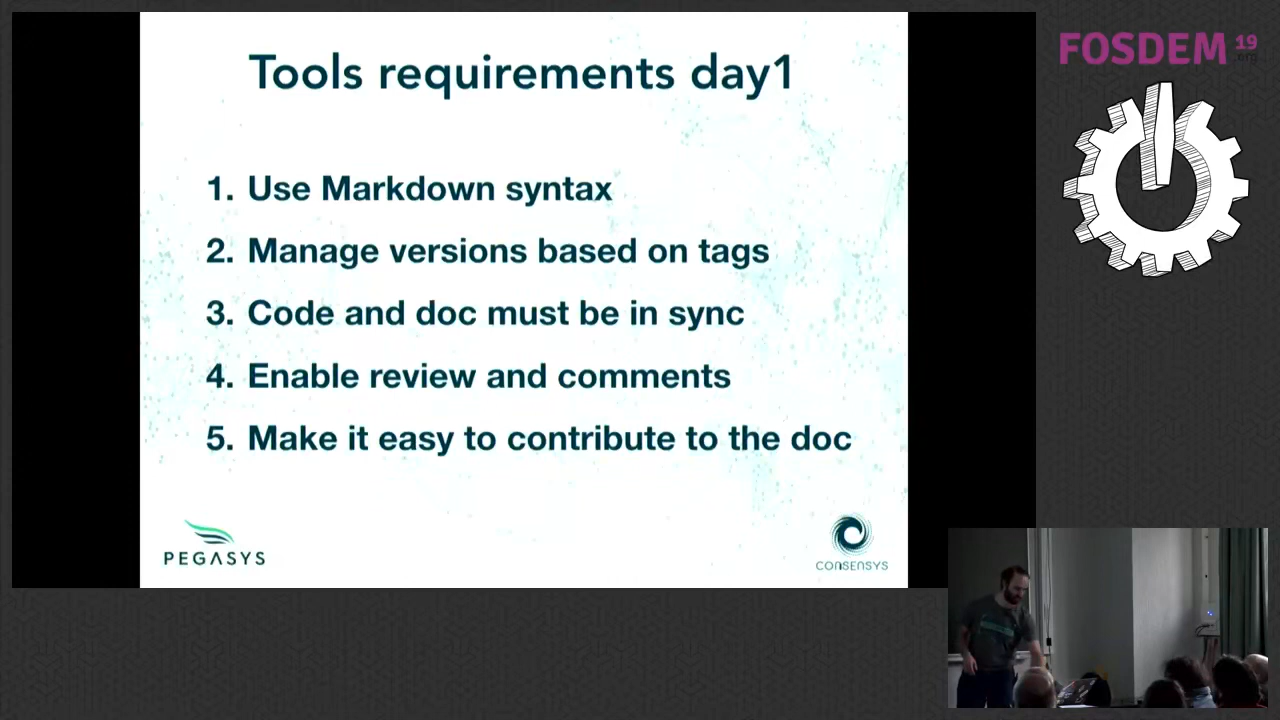 Tools requirements day1
1. Use Markdown syntax
2. Manage versions based on tags
3. Code and doc must be in sync
4. Enable review and comments
5. Make it easy to contribute to the doc
PEGASYS
CONSENSYS
FOSDEM 19
.org